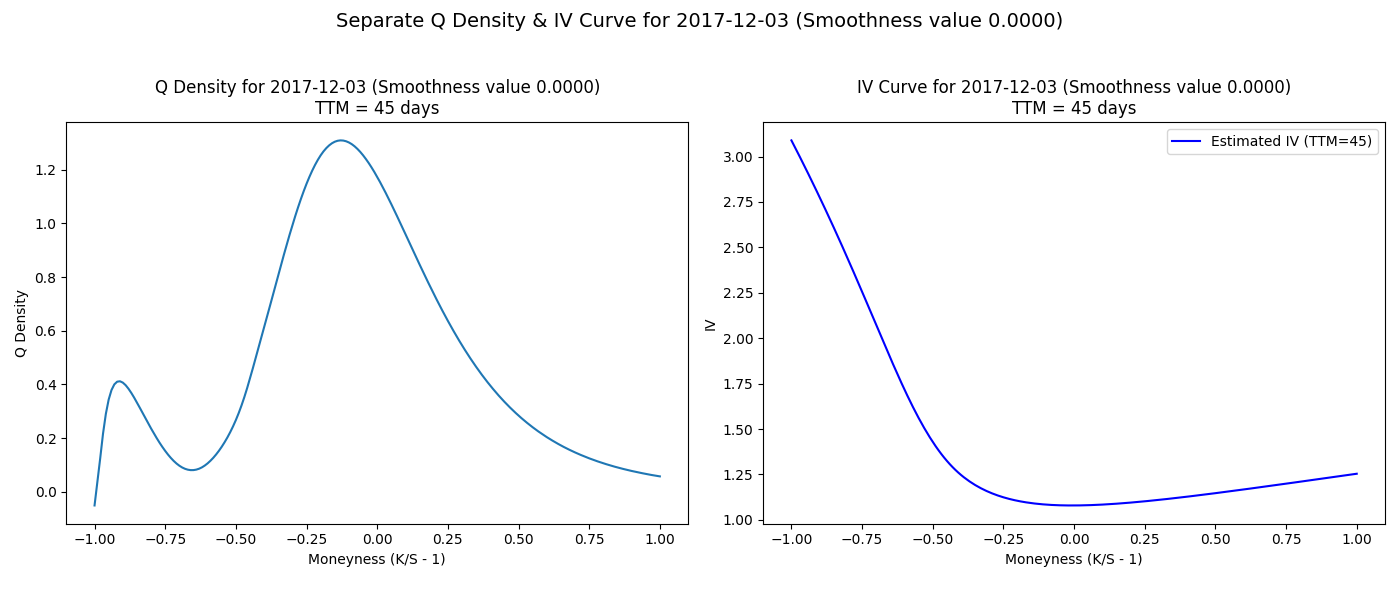 Separate Q Density & IV Curve for 2017-12-03 (Smoothness value 0.0000)
Q Density for 2017-12-03 (Smoothness value 0.0000)
TTM = 45 days
Q Density
1.2
1.0
0.8
0.6
0.4
0.2
0.0
−1.00 −0.75 −0.50 −0.25 0.00 0.25 0.50 0.75 1.00
Moneyness (K/S - 1)
IV Curve for 2017-12-03 (Smoothness value 0.0000)
TTM = 45 days
Estimated IV (TTM=45)
IV
3.00
2.75
2.50
2.25
2.00
1.75
1.50
1.25
1.00
−1.00 −0.75 −0.50 −0.25 0.00 0.25 0.50 0.75 1.00
Moneyness (K/S - 1)